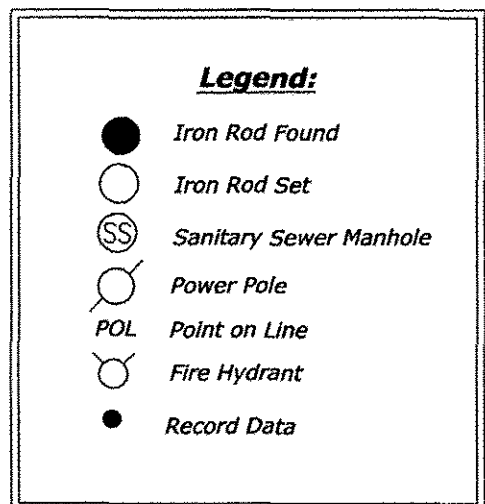 Legend:
Iron Rod Found
Iron Rod Set
SS Sanitary Sewer Manhole
Power Pole
POL Point on Line
Fire Hydrant
Record Data